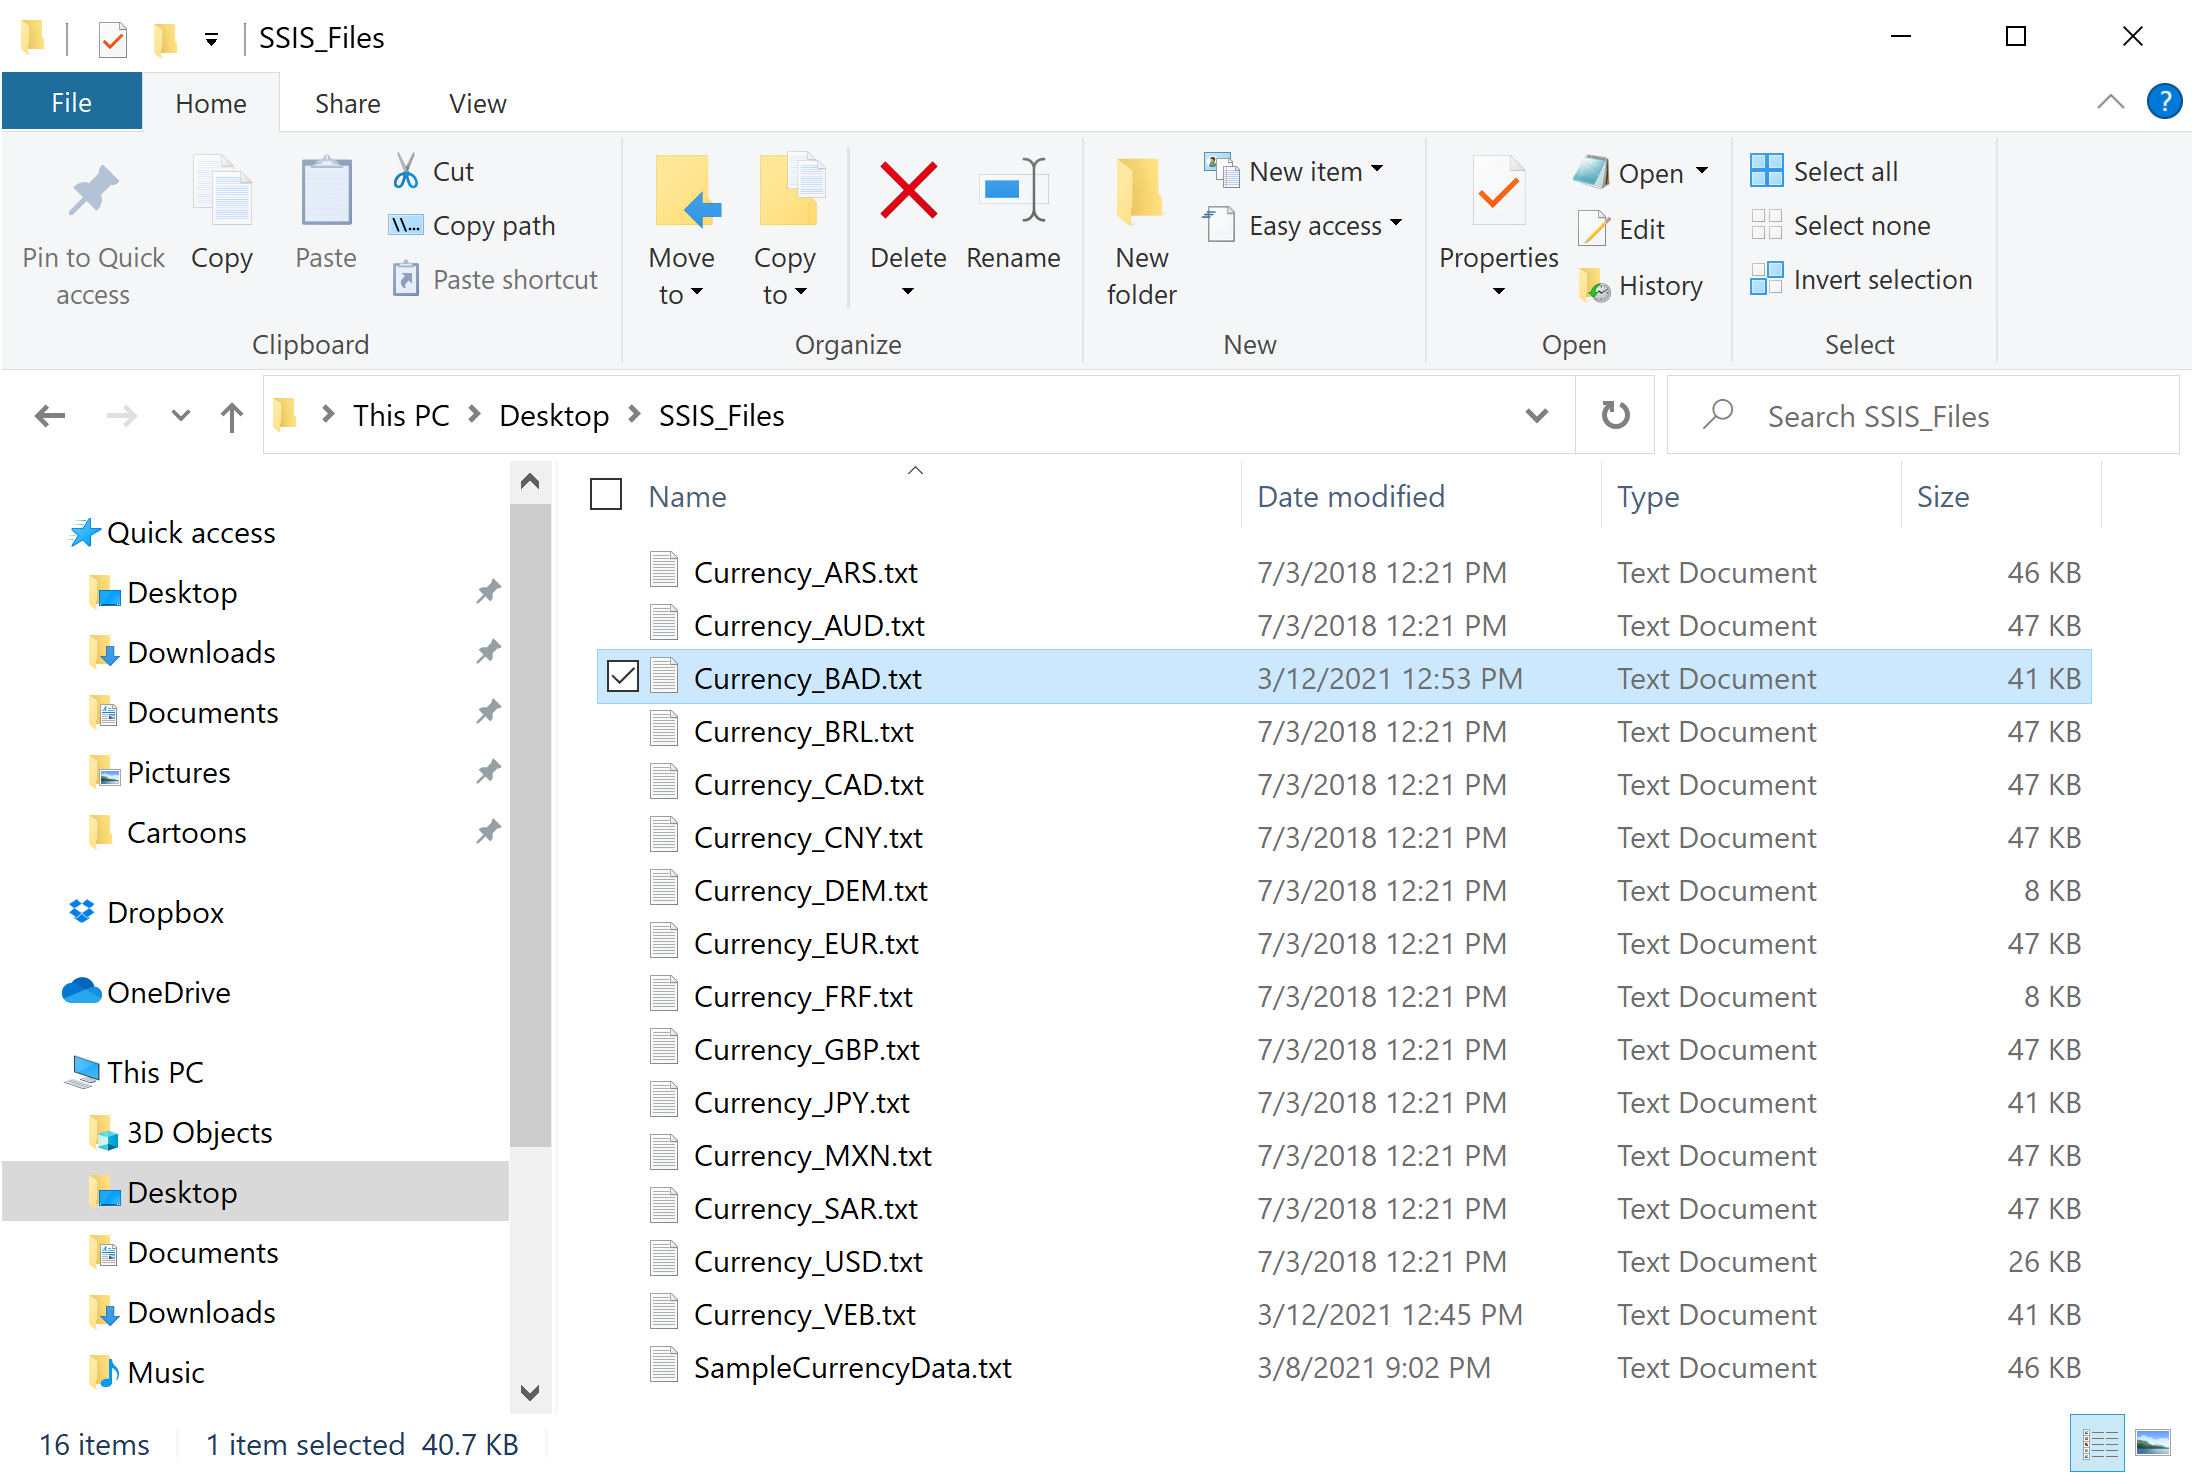 SSIS_Files
File Home Share View ?
Pin to Quick access
Copy
Paste
Cut
\\... Copy path
Paste shortcut
Clipboard
Move to
Copy to
Delete
Rename
Organize
New folder
New item
Easy access
New
Properties
Open
Edit
History
Open
Select all
Select none
Invert selection
Select
This PC Desktop SSIS_Files
Search SSIS_Files
Quick access
Desktop
Downloads
Documents
Pictures
Cartoons
Dropbox
OneDrive
This PC
3D Objects
Desktop
Documents
Downloads
Music
Name Date modified Type Size
Currency_ARS.txt 7/3/2018 12:21 PM Text Document 46 KB
Currency_AUD.txt 7/3/2018 12:21 PM Text Document 47 KB
Currency_BAD.txt 3/12/2021 12:53 PM Text Document 41 KB
Currency_BRL.txt 7/3/2018 12:21 PM Text Document 47 KB
Currency_CAD.txt 7/3/2018 12:21 PM Text Document 47 KB
Currency_CNY.txt 7/3/2018 12:21 PM Text Document 47 KB
Currency_DEM.txt 7/3/2018 12:21 PM Text Document 8 KB
Currency_EUR.txt 7/3/2018 12:21 PM Text Document 47 KB
Currency_FRF.txt 7/3/2018 12:21 PM Text Document 8 KB
Currency_GBP.txt 7/3/2018 12:21 PM Text Document 47 KB
Currency_JPY.txt 7/3/2018 12:21 PM Text Document 41 KB
Currency_MXN.txt 7/3/2018 12:21 PM Text Document 47 KB
Currency_SAR.txt 7/3/2018 12:21 PM Text Document 47 KB
Currency_USD.txt 7/3/2018 12:21 PM Text Document 26 KB
Currency_VEB.txt 3/12/2021 12:45 PM Text Document 41 KB
SampleCurrencyData.txt 3/8/2021 9:02 PM Text Document 46 KB
16 items 1 item selected 40.7 KB